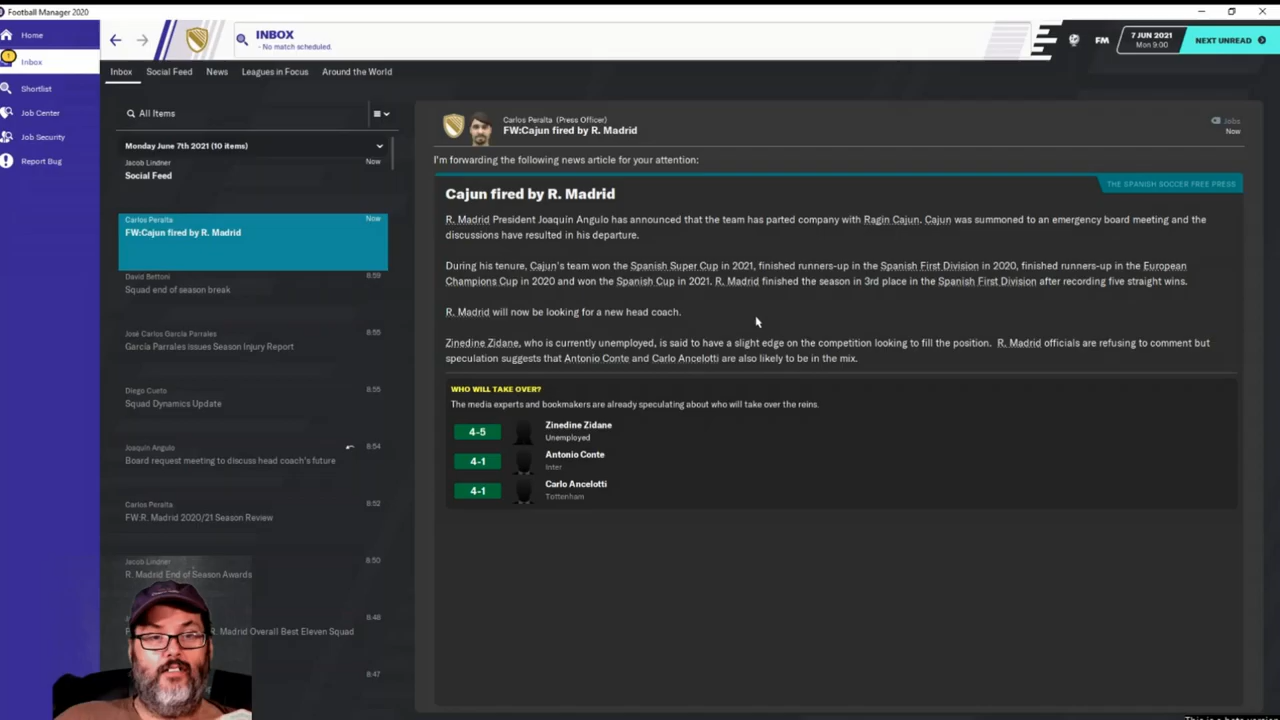 Football Manager 2020
Home
Inbox
Shortlist
Job Center
Job Security
Report Bug
INBOX
- No match scheduled.
FM
7 JUN 2021
Mon 9:00
NEXT UNREAD
Inbox
Social Feed
News
Leagues in Focus
Around the World
All Items
Monday June 7th 2021 (10 items)
Jacob Lindner
Now
Social Feed
Carlos Peralta
Now
FW:Cajun fired by R. Madrid
David Bettoni
8:59
Squad end of season break
José Carlos García Parrales
8:55
García Parrales Issues Season Injury Report
Diego Cueto
8:55
Squad Dynamics Update
Joaquín Angulo
8:54
Board request meeting to discuss head coach's future
Carlos Peralta
8:52
FW:R. Madrid 2020/21 Season Review
Jacob Lindner
8:50
R. Madrid End of Season Awards
8:48
R. Madrid Overall Best Eleven Squad
8:47
Carlos Peralta (Press Officer)
FW:Cajun fired by R. Madrid
Jobs
Now
I'm forwarding the following news article for your attention:
THE SPANISH SOCCER FREE PRESS
Cajun fired by R. Madrid
R. Madrid President Joaquín Angulo has announced that the team has parted company with Ragin Cajun. Cajun was summoned to an emergency board meeting and the
discussions have resulted in his departure.
During his tenure, Cajun's team won the Spanish Super Cup in 2021, finished runners-up in the Spanish First Division in 2020, finished runners-up in the European
Champions Cup in 2020 and won the Spanish Cup in 2021. R. Madrid finished the season in 3rd place in the Spanish First Division after recording five straight wins.
R. Madrid will now be looking for a new head coach.
Zinedine Zidane, who is currently unemployed, is said to have a slight edge on the competition looking to fill the position. R. Madrid officials are refusing to comment but
speculation suggests that Antonio Conte and Carlo Ancelotti are also likely to be in the mix.
WHO WILL TAKE OVER?
The media experts and bookmakers are already speculating about who will take over the reins.
4-5
Zinedine Zidane
Unemployed
4-1
Antonio Conte
Inter
4-1
Carlo Ancelotti
Tottenham